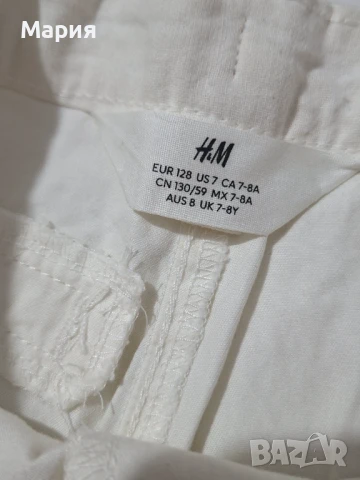 Мария
H&M
EUR 128 US 7 CA 7-8A
CN 130/59 MX 7-8A
AUS 8 UK 7-8Y
BAZAR